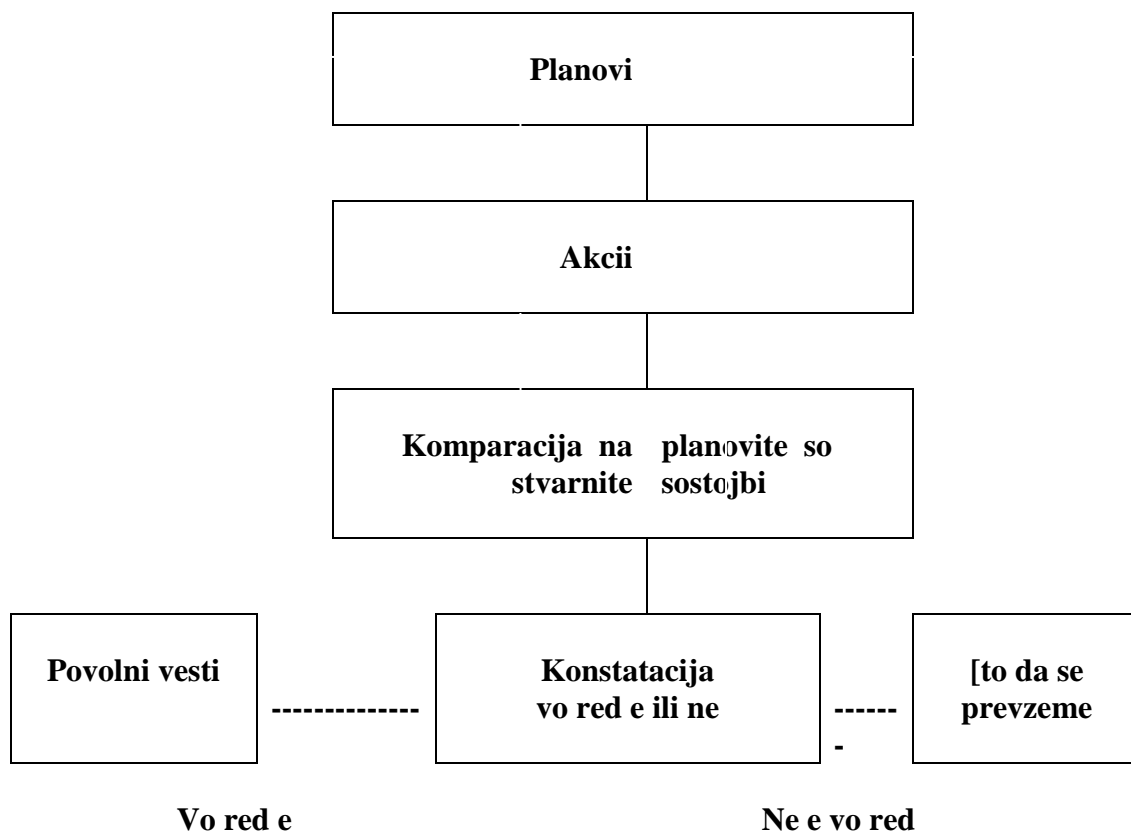 Planovi
Akcii
Komparacija na planovite so
stvarnite sostojbi
Povolni vesti
--------------
Konstatacija
vo red e ili ne
------
-
[to da se
prevzeme
Vo red e
Ne e vo red